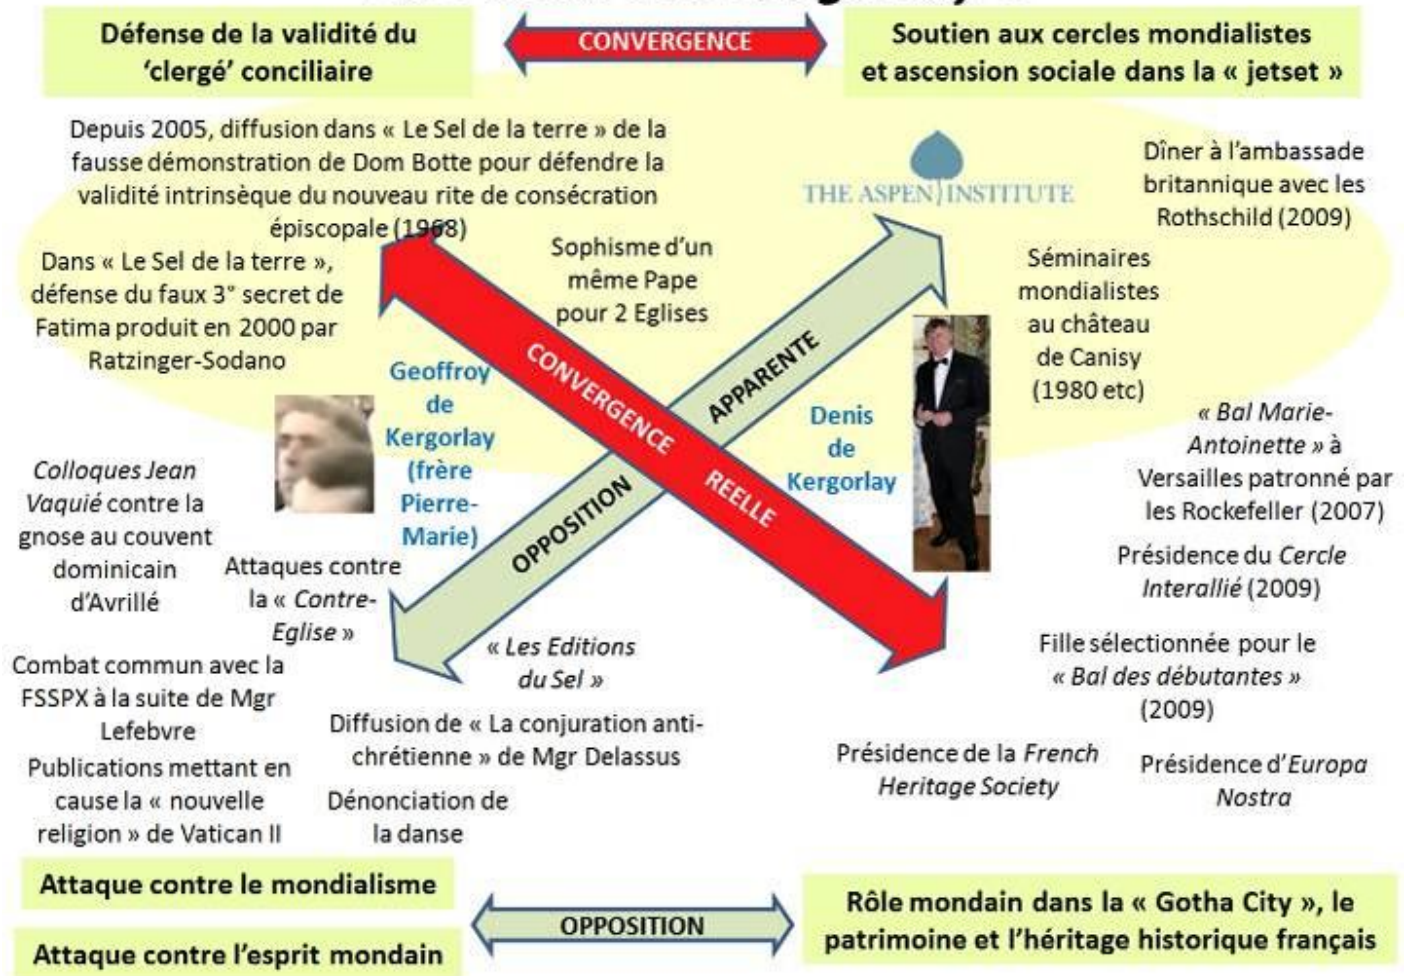 Défense de la validité du
‘clergé’ conciliaire
CONVERGENCE
Soutien aux cercles mondialistes
et ascension sociale dans la « jetset »
Depuis 2005, diffusion dans « Le Sel de la terre » de la
fausse démonstration de Dom Botte pour défendre la
validité intrinsèque du nouveau rite de consécration
épiscopale (1968)
THE ASPEN INSTITUTE
Dîner à l’ambassade
britannique avec les
Rothschild (2009)
Dans « Le Sel de la terre »,
défense du faux 3° secret de
Fatima produit en 2000 par
Ratzinger-Sodano
Sophisme d’un
même Pape
pour 2 Eglises
Séminaires
mondialistes
au château
de Canisy
(1980 etc)
Geoffroy
de
Kergorlay
(frère
Pierre-
Marie)
CONVERGENCE REELLE
OPPOSITION APPARENTE
Denis
de
Kergorlay
« Bal Marie-
Antoinette » à
Versailles patronné par
les Rockefeller (2007)
Colloques Jean
Vaquié contre la
gnose au couvent
dominicain
d’Avrillé
Attaques contre
la « Contre-
Eglise »
Présidence du Cercle
Interallié (2009)
« Les Editions
du Sel »
Fille sélectionnée pour le
« Bal des débutantes »
(2009)
Combat commun avec la
FSSPX à la suite de Mgr
Lefebvre
Diffusion de « La conjuration anti-
chrétienne » de Mgr Delassus
Présidence de la French
Heritage Society
Présidence d’Europa
Nostra
Publications mettant en
cause la « nouvelle
religion » de Vatican II
Dénonciation de
la danse
Attaque contre le mondialisme
Attaque contre l’esprit mondain
OPPOSITION
Rôle mondain dans la « Gotha City », le
patrimoine et l’héritage historique français